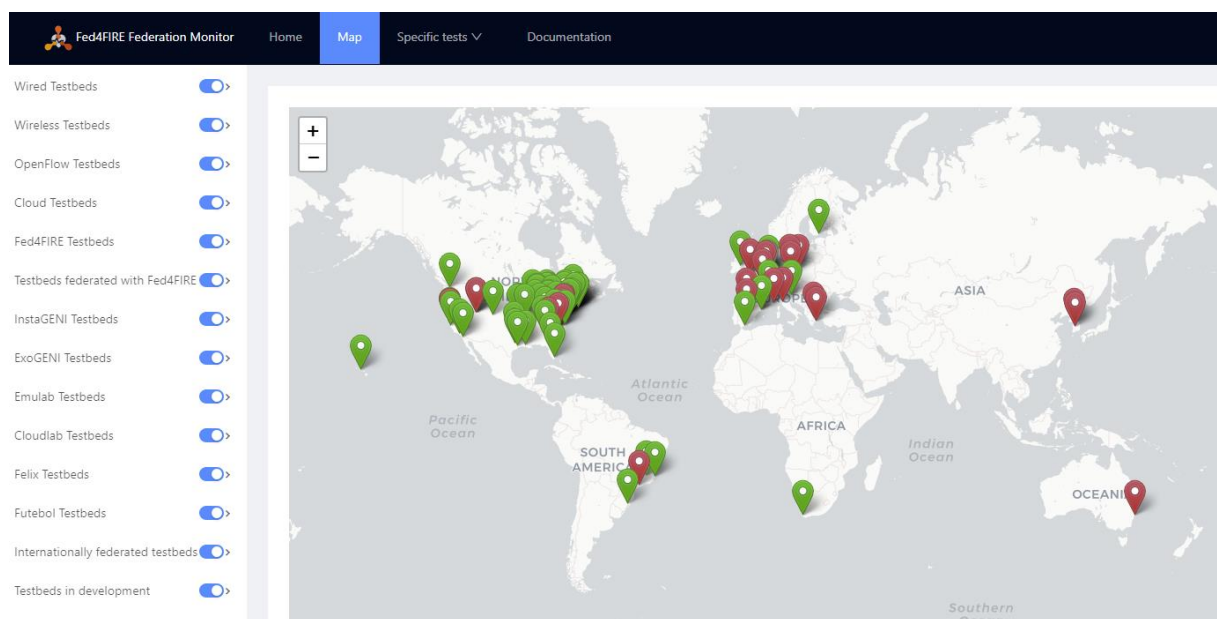 Fed4FIRE Federation Monitor Home Map Specific tests Documentation
Wired Testbeds
Wireless Testbeds
OpenFlow Testbeds
Cloud Testbeds
Fed4FIRE Testbeds
Testbeds federated with Fed4FIRE
InstaGENI Testbeds
ExoGENI Testbeds
Emulab Testbeds
Cloudlab Testbeds
Felix Testbeds
Futebol Testbeds
Internationally federated testbeds
Testbeds in development
+
−
ASIA
Atlantic
Ocean
Pacific
Ocean
AFRICA
Indian
Ocean
SOUTH
AMERIC
OCEANI
Southern